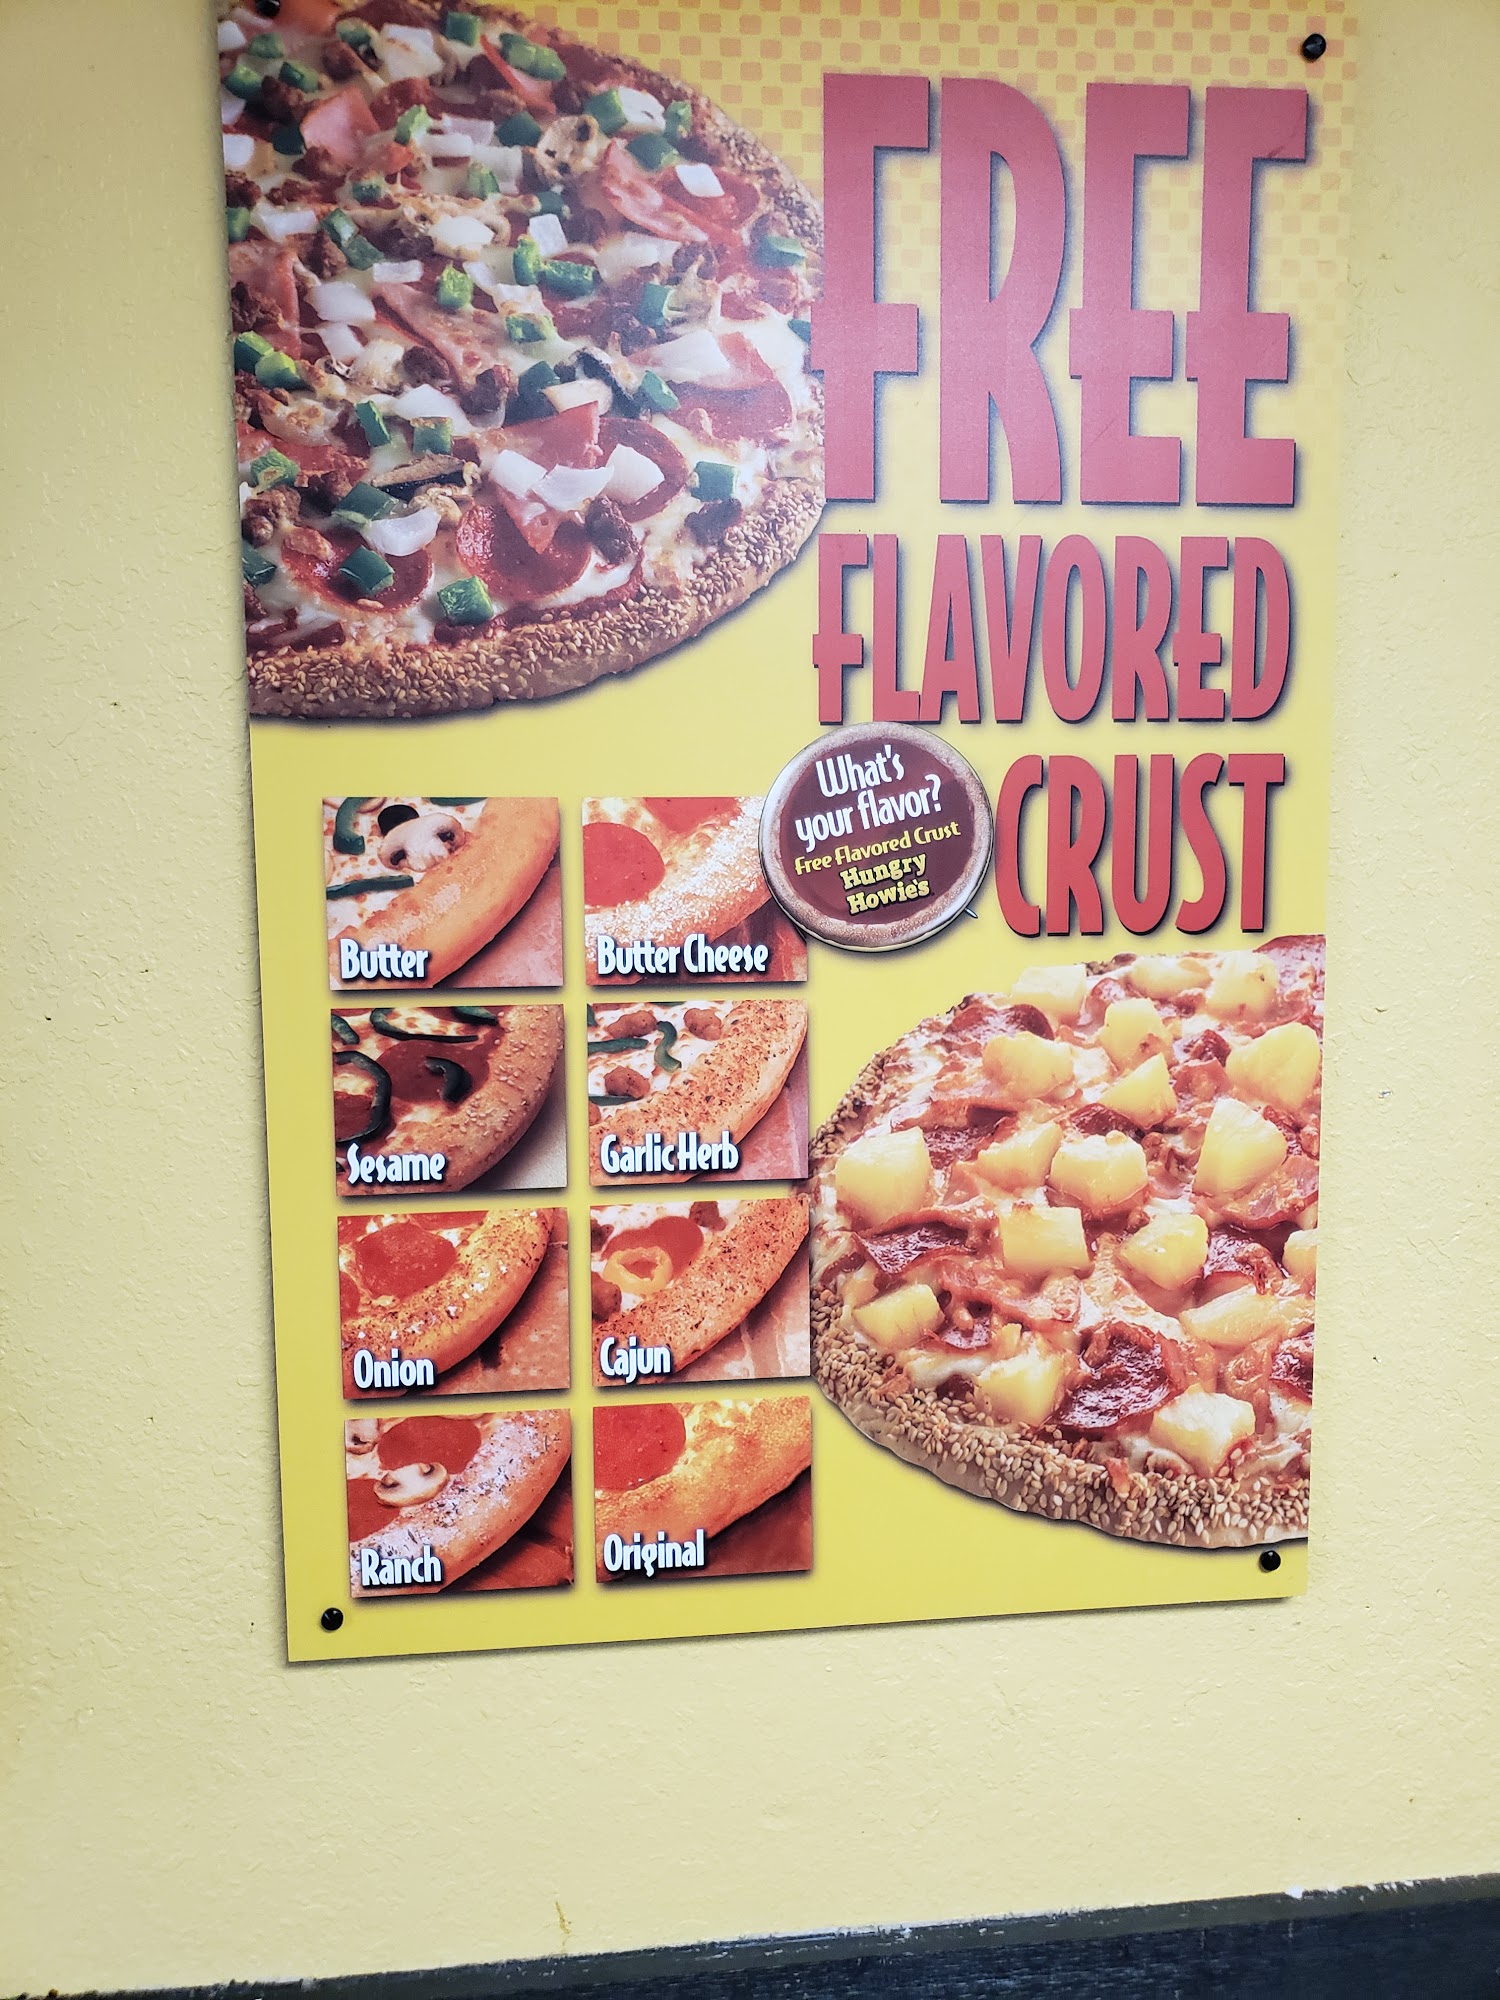 FREE
FLAVORED
CRUST
What's
your flavor?
Free Flavored Crust
Hungry
Howie's
Butter
Butter Cheese
Sesame
Garlic Herb
Onion
Cajun
Ranch
Original